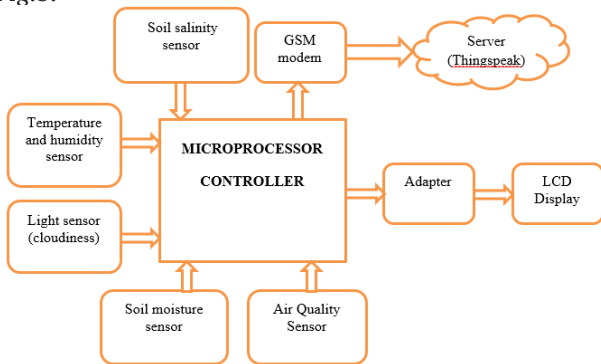 Soil salinity
sensor
GSM
modem
Server
(Thingspeak)
Temperature
and humidity
sensor
MICROPROCESSOR
CONTROLLER
Adapter
LCD
Display
Light sensor
(cloudiness)
Soil moisture
sensor
Air Quality
Sensor